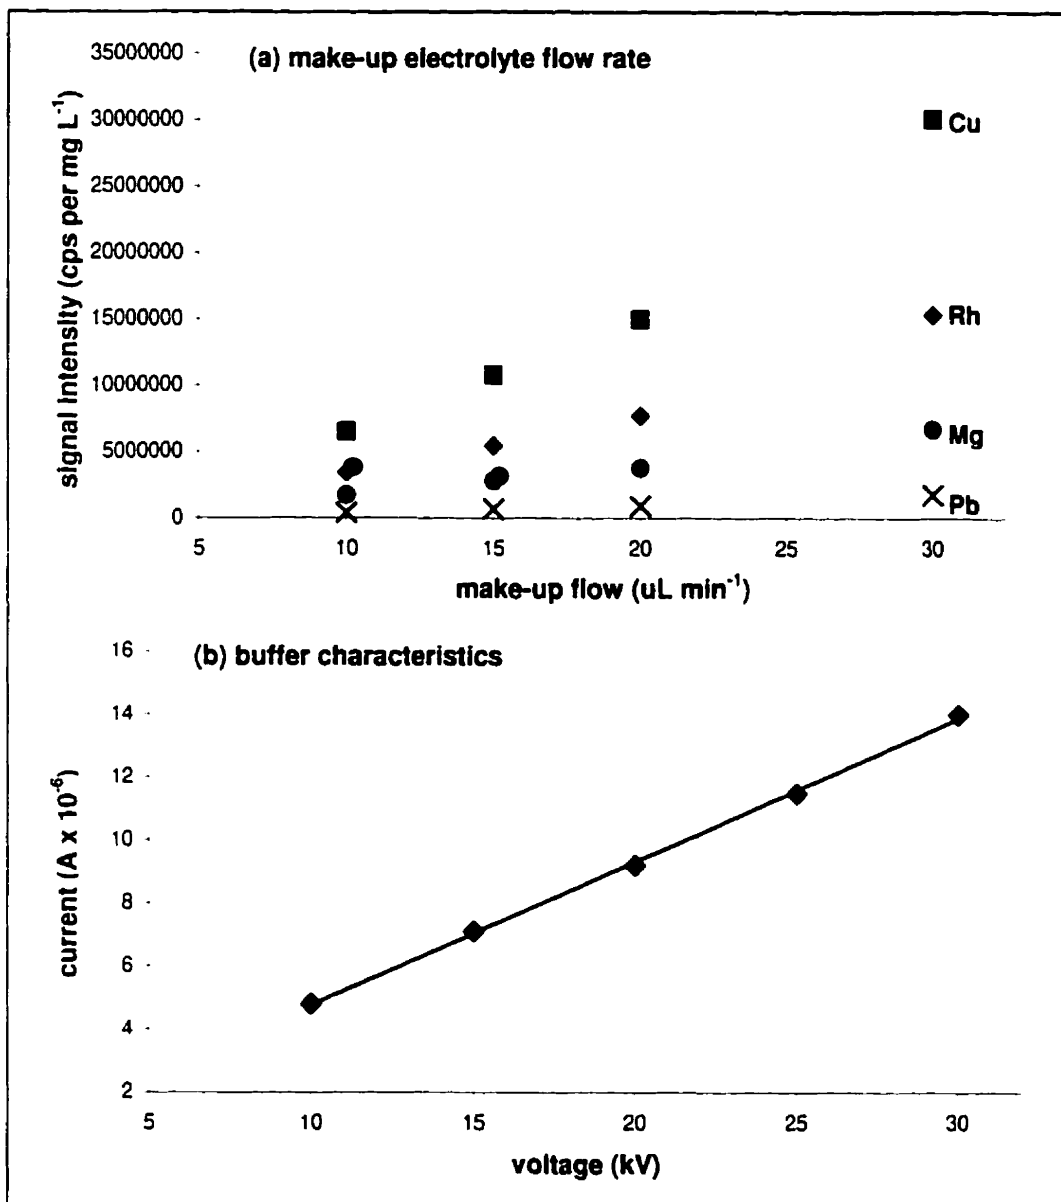 (a) make-up electrolyte flow rate
signal intensity (cps per mg L⁻¹)
35000000
30000000
25000000
20000000
15000000
10000000
5000000
0
Cu
Rh
Mg
Pb
5 10 15 20 25 30
make-up flow (uL min⁻¹)
(b) buffer characteristics
current (A x 10⁻⁶)
16
14
12
10
8
6
4
2
5 10 15 20 25 30
voltage (kV)